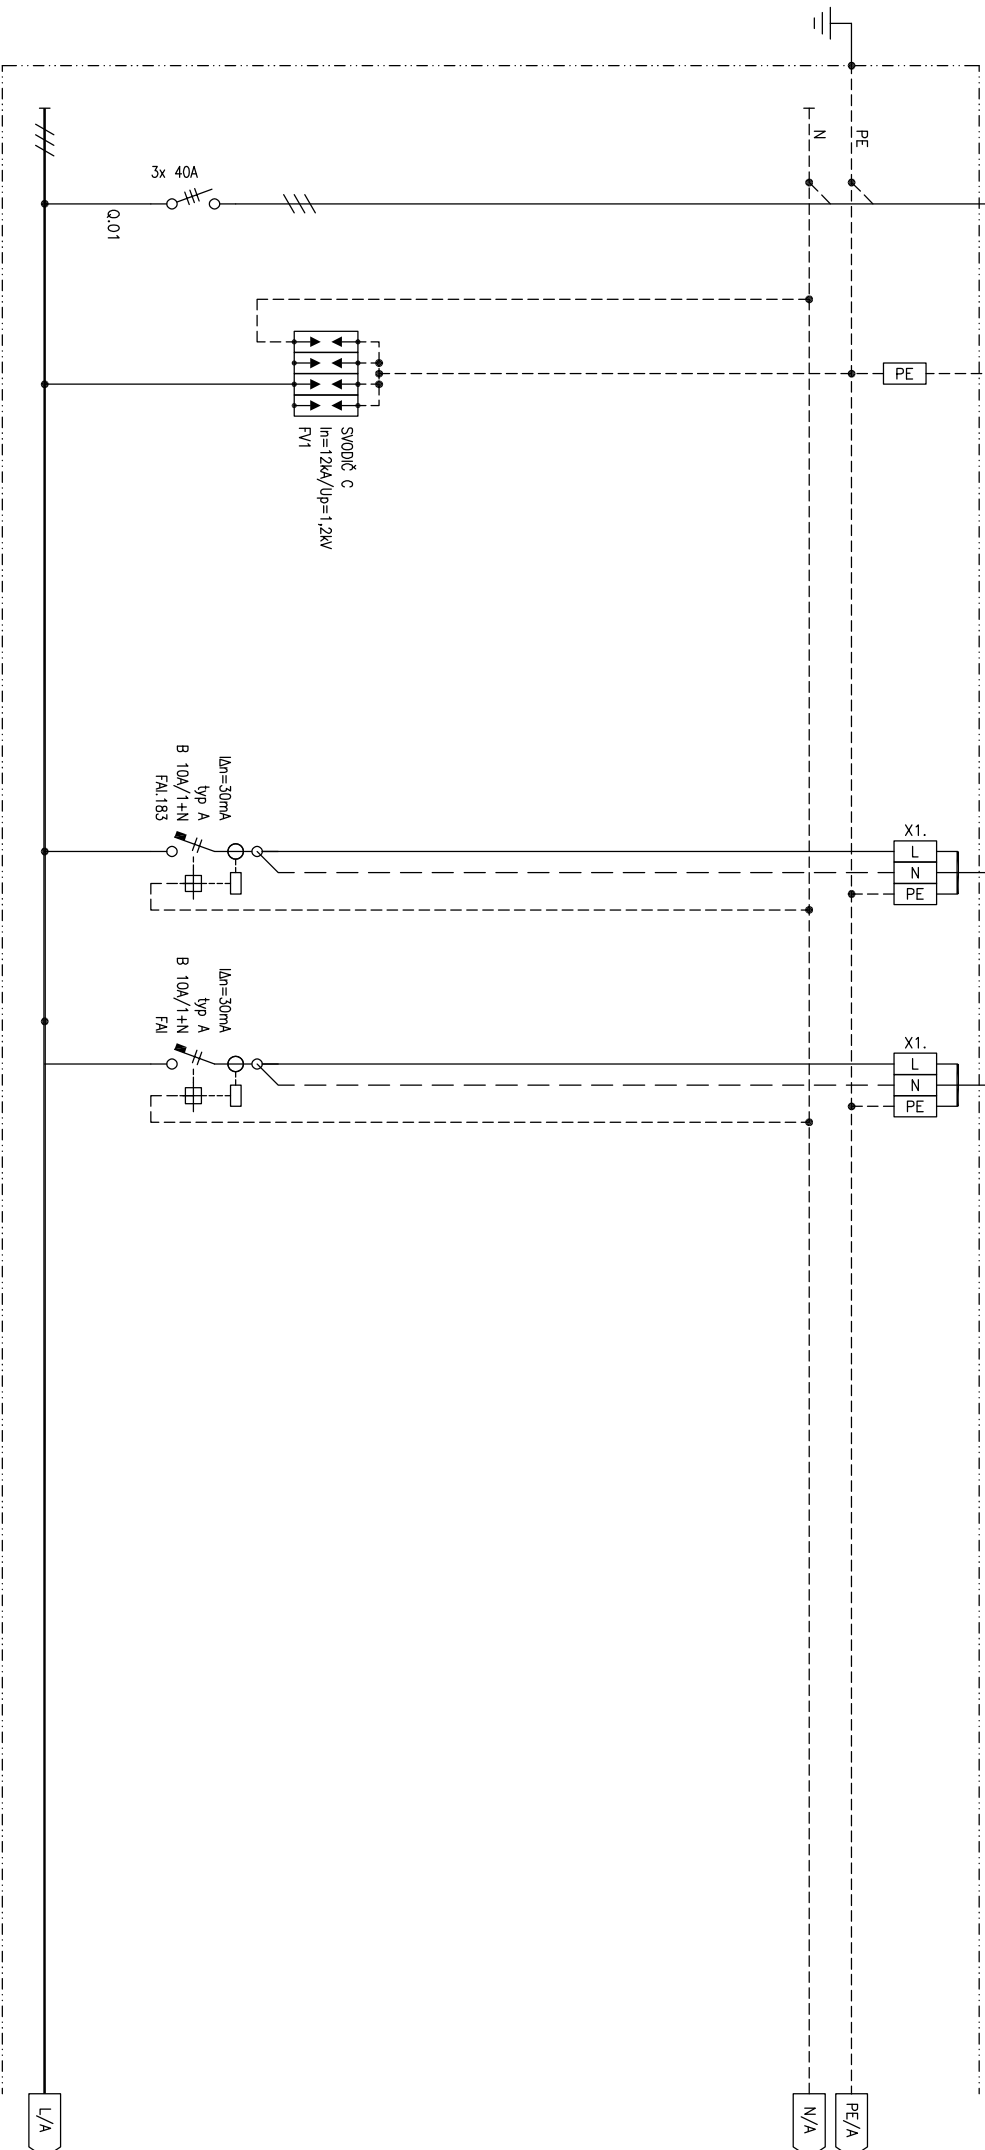 PE
N
3x 40A
Q.01
PE
SVODIČ C
In=12kA/Up=1,2kV
FV1
IΔn=30mA
typ A
B 10A/1+N
FAI.183
X1.
L
N
PE
IΔn=30mA
typ A
B 10A/1+N
FAI
X1.
L
N
PE
L/A
N/A
PE/A